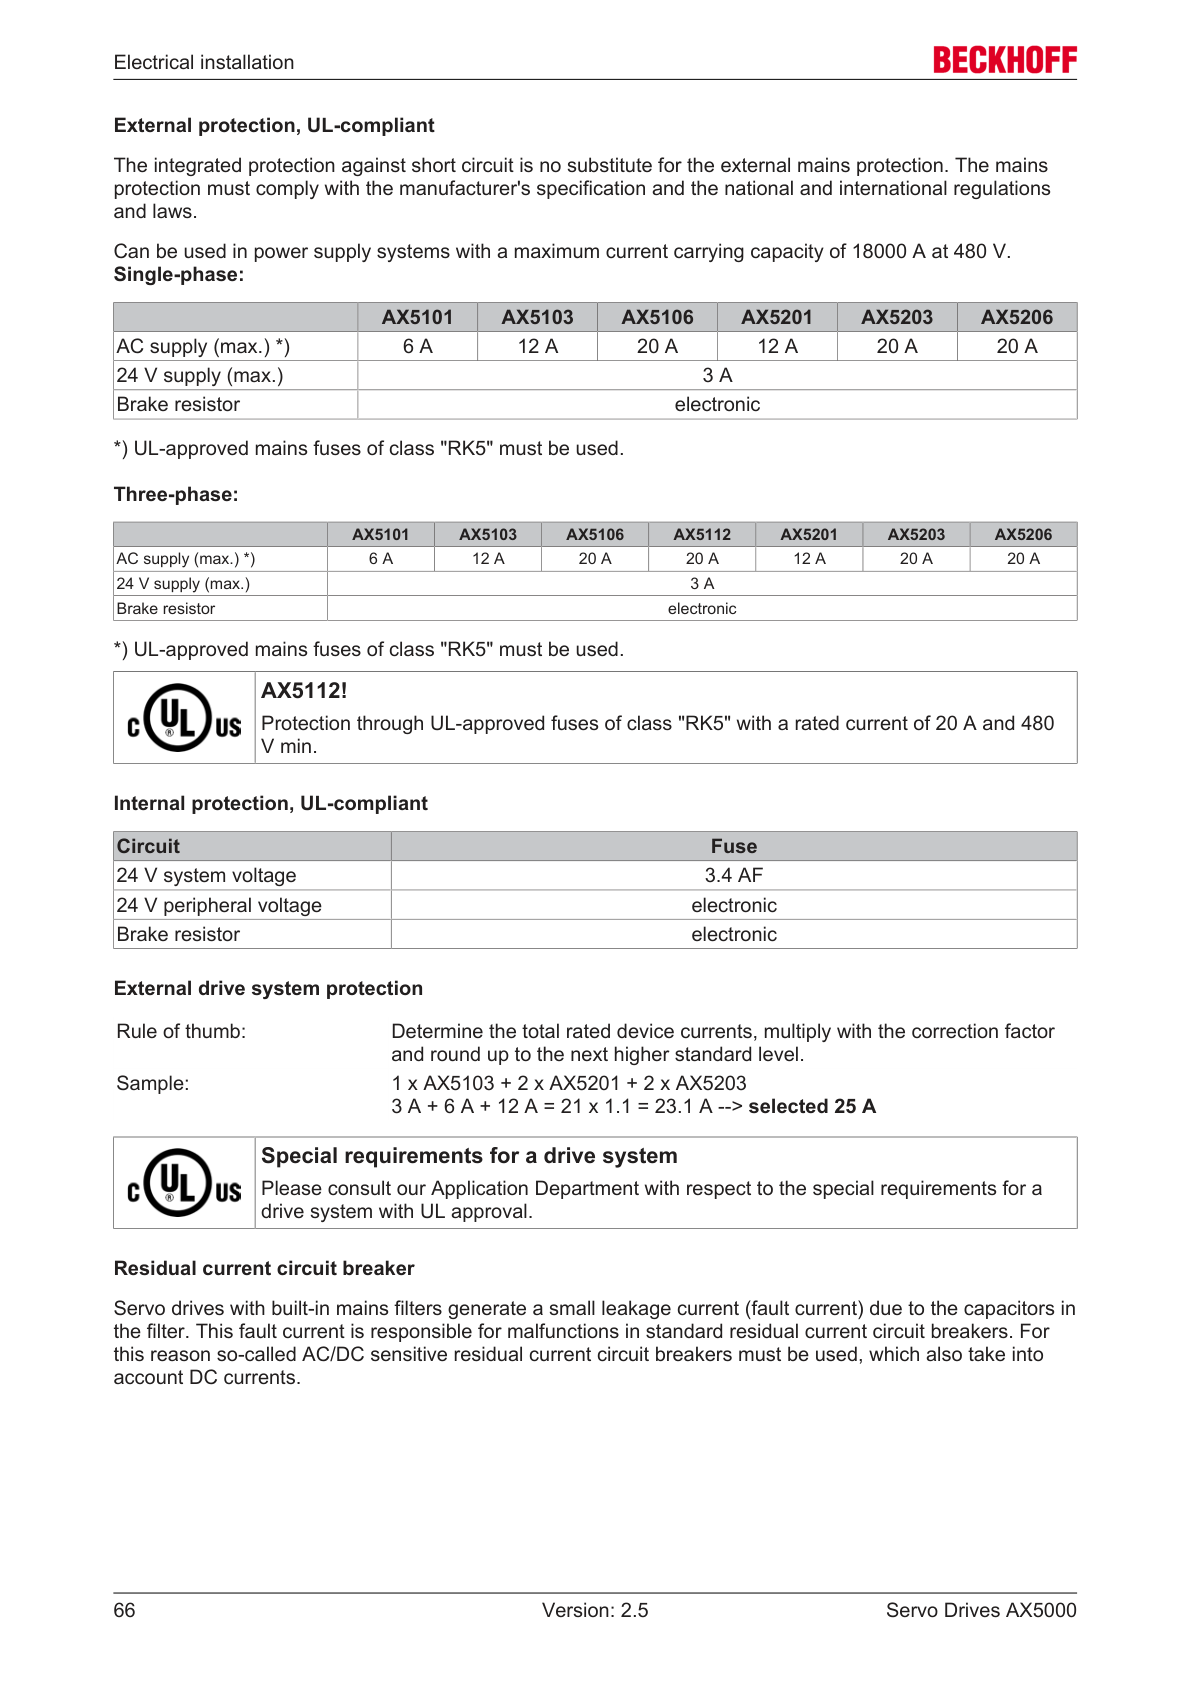 Electrical installation
BECKHOFF
External protection, UL-compliant
The integrated protection against short circuit is no substitute for the external mains protection. The mains
protection must comply with the manufacturer's specification and the national and international regulations
and laws.
Can be used in power supply systems with a maximum current carrying capacity of 18000 A at 480 V.
Single-phase:
AX5101 AX5103 AX5106 AX5201 AX5203 AX5206
AC supply (max.) *) 6 A 12 A 20 A 12 A 20 A 20 A
24 V supply (max.) 3 A
Brake resistor electronic
*) UL-approved mains fuses of class "RK5" must be used.
Three-phase:
AX5101 AX5103 AX5106 AX5112 AX5201 AX5203 AX5206
AC supply (max.) *) 6 A 12 A 20 A 20 A 12 A 20 A 20 A
24 V supply (max.) 3 A
Brake resistor electronic
*) UL-approved mains fuses of class "RK5" must be used.
C UL ® US
AX5112!
Protection through UL-approved fuses of class "RK5" with a rated current of 20 A and 480
V min.
Internal protection, UL-compliant
Circuit Fuse
24 V system voltage 3.4 AF
24 V peripheral voltage electronic
Brake resistor electronic
External drive system protection
Rule of thumb: Determine the total rated device currents, multiply with the correction factor
and round up to the next higher standard level.
Sample: 1 x AX5103 + 2 x AX5201 + 2 x AX5203
3 A + 6 A + 12 A = 21 x 1.1 = 23.1 A --> selected 25 A
C UL ® US
Special requirements for a drive system
Please consult our Application Department with respect to the special requirements for a
drive system with UL approval.
Residual current circuit breaker
Servo drives with built-in mains filters generate a small leakage current (fault current) due to the capacitors in
the filter. This fault current is responsible for malfunctions in standard residual current circuit breakers. For
this reason so-called AC/DC sensitive residual current circuit breakers must be used, which also take into
account DC currents.
66 Version: 2.5 Servo Drives AX5000